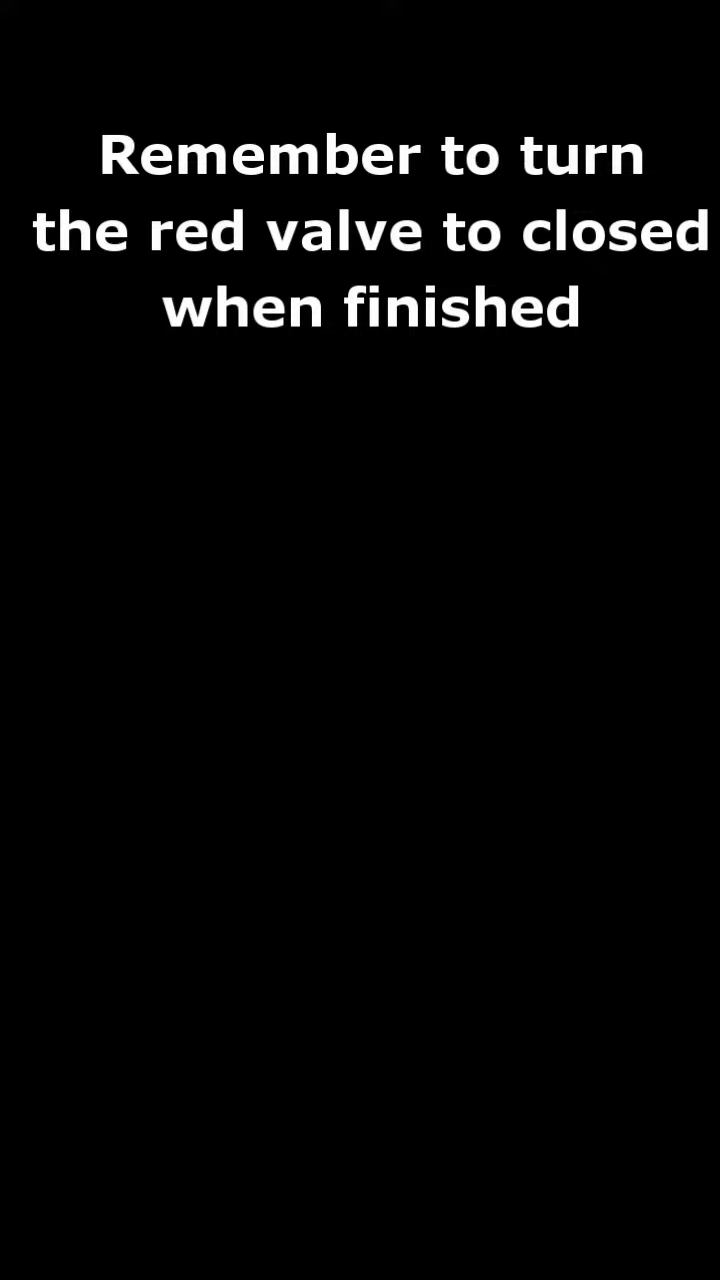 Remember to turn
the red valve to closed
when finished